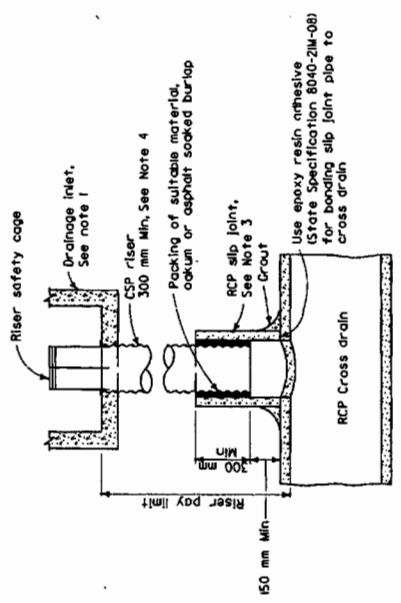 Riser safety cage
Drainage inlet,
See note 1
CSP riser
300 mm Min, See Note 4
Packing of suitable material,
oakum or asphalt soaked burlap
RCP slip joint,
See Note 3
Grout
Use epoxy resin adhesive
(State Specification 8040-21M-08)
for bonding slip joint pipe to
cross drain
RCP Cross drain
300 mm
Min
Riser pay limit
150 mm Min